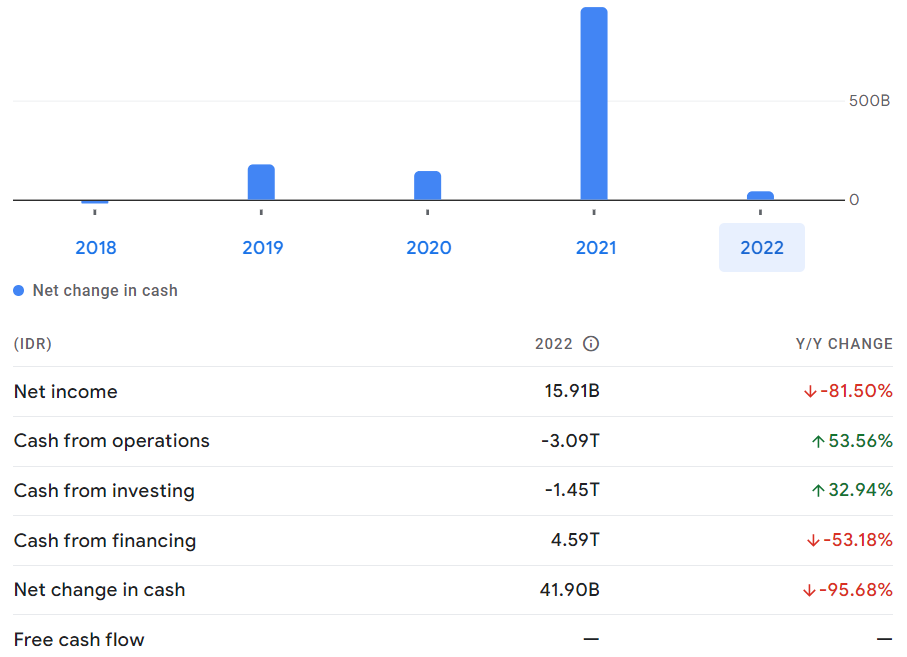 500B
0
2018 2019 2020 2021 2022
Net change in cash
(IDR) 2022 Y/Y CHANGE
Net income 15.91B ↓-81.50%
Cash from operations -3.09T ↑53.56%
Cash from investing -1.45T ↑32.94%
Cash from financing 4.59T ↓-53.18%
Net change in cash 41.90B ↓-95.68%
Free cash flow — —